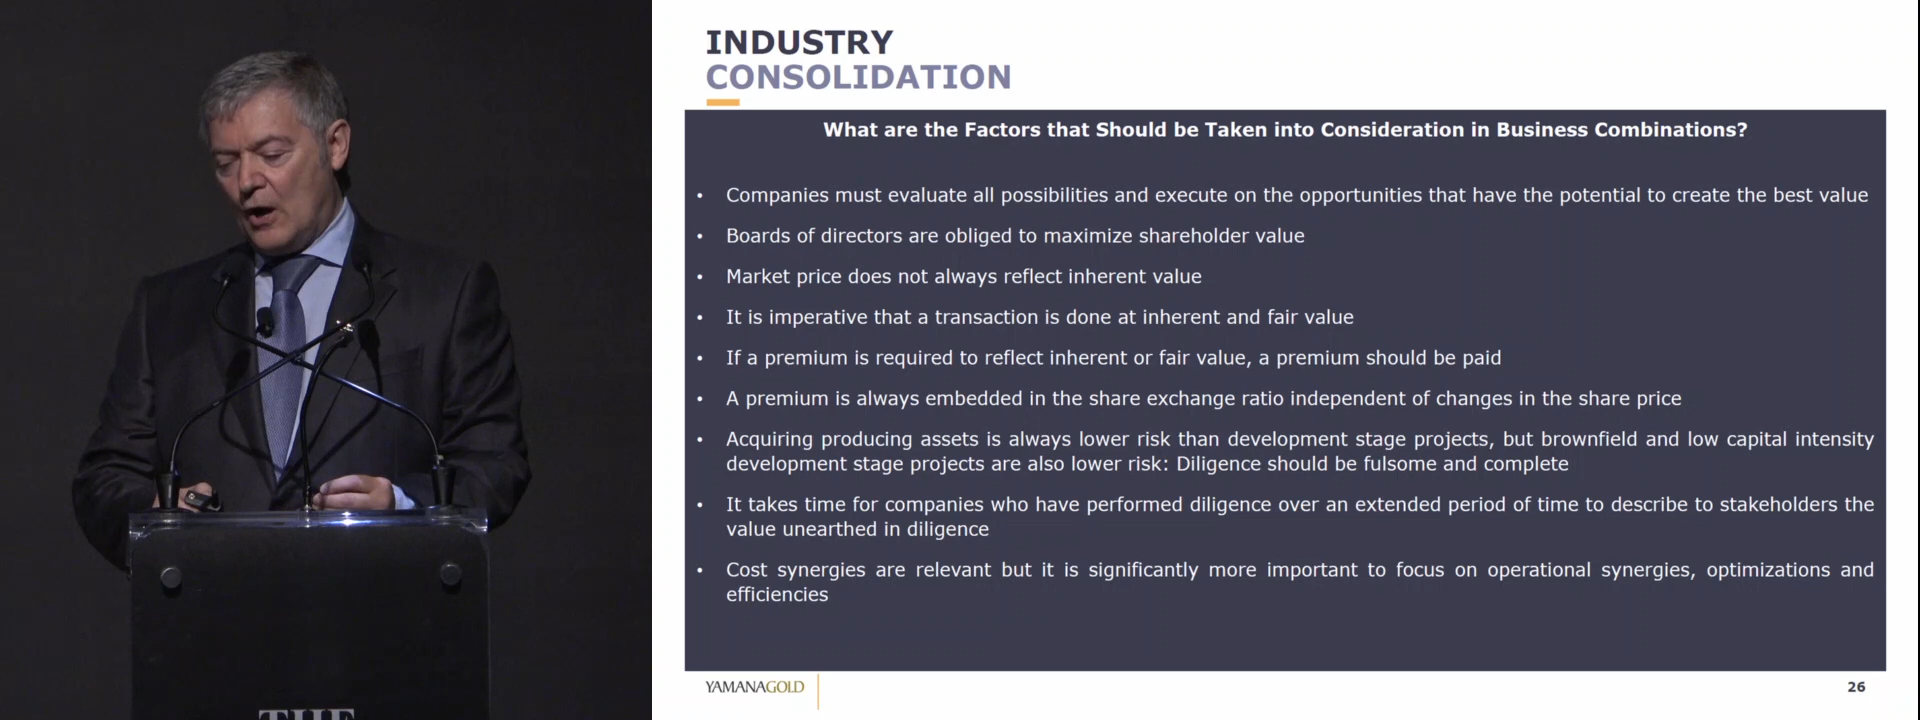 INDUSTRY
CONSOLIDATION
What are the Factors that Should be Taken into Consideration in Business Combinations?
• Companies must evaluate all possibilities and execute on the opportunities that have the potential to create the best value
• Boards of directors are obliged to maximize shareholder value
• Market price does not always reflect inherent value
• It is imperative that a transaction is done at inherent and fair value
• If a premium is required to reflect inherent or fair value, a premium should be paid
• A premium is always embedded in the share exchange ratio independent of changes in the share price
• Acquiring producing assets is always lower risk than development stage projects, but brownfield and low capital intensity
development stage projects are also lower risk: Diligence should be fulsome and complete
• It takes time for companies who have performed diligence over an extended period of time to describe to stakeholders the
value unearthed in diligence
• Cost synergies are relevant but it is significantly more important to focus on operational synergies, optimizations and
efficiencies
YAMANAGOLD
26
THE